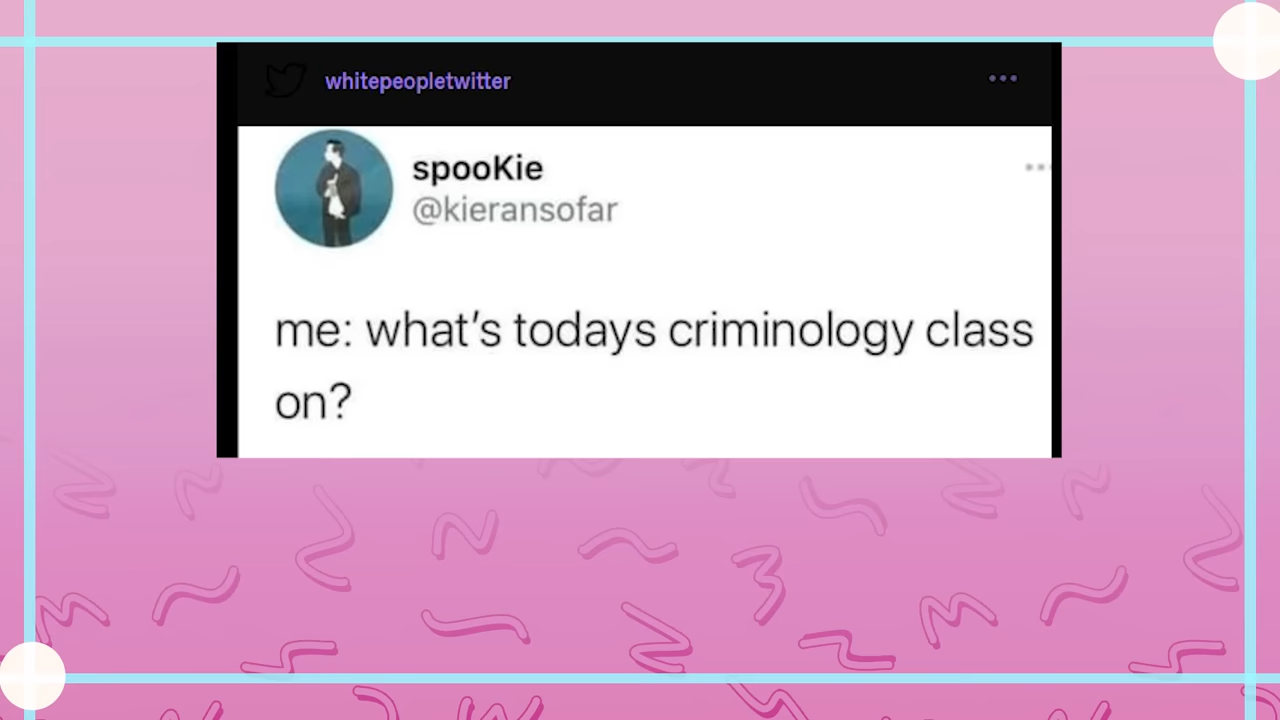 whitepeopletwitter
spooKie
@kieransofar
me: what's todays criminology class
on?